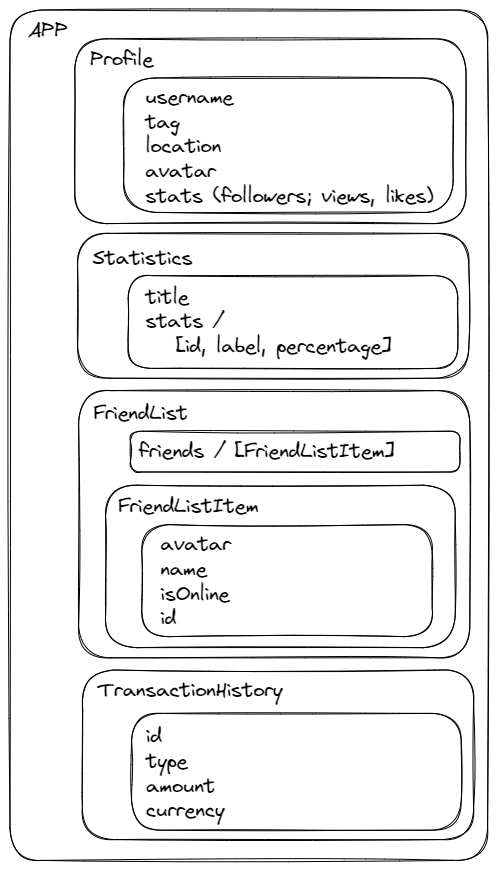 APP
Profile
username
tag
location
avatar
stats (followers; views, likes)
Statistics
title
stats /
[id, label, percentage]
FriendList
friends / [FriendListItem]
FriendListItem
avatar
name
isOnline
id
TransactionHistory
id
type
amount
currency